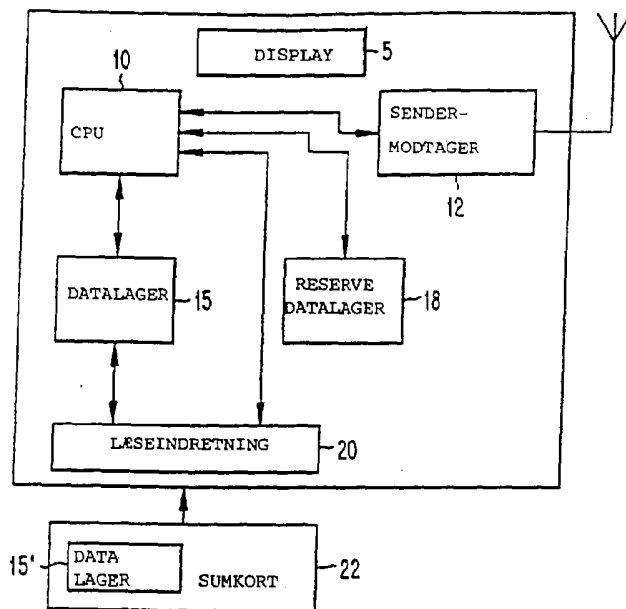 DISPLAY
5
10
CPU
SENDER-
MODTAGER
12
DATALAGER
15
RESERVE
DATALAGER
18
LÆSEINDRETNING
20
15'
DATA
LAGER
SUMKORT
22